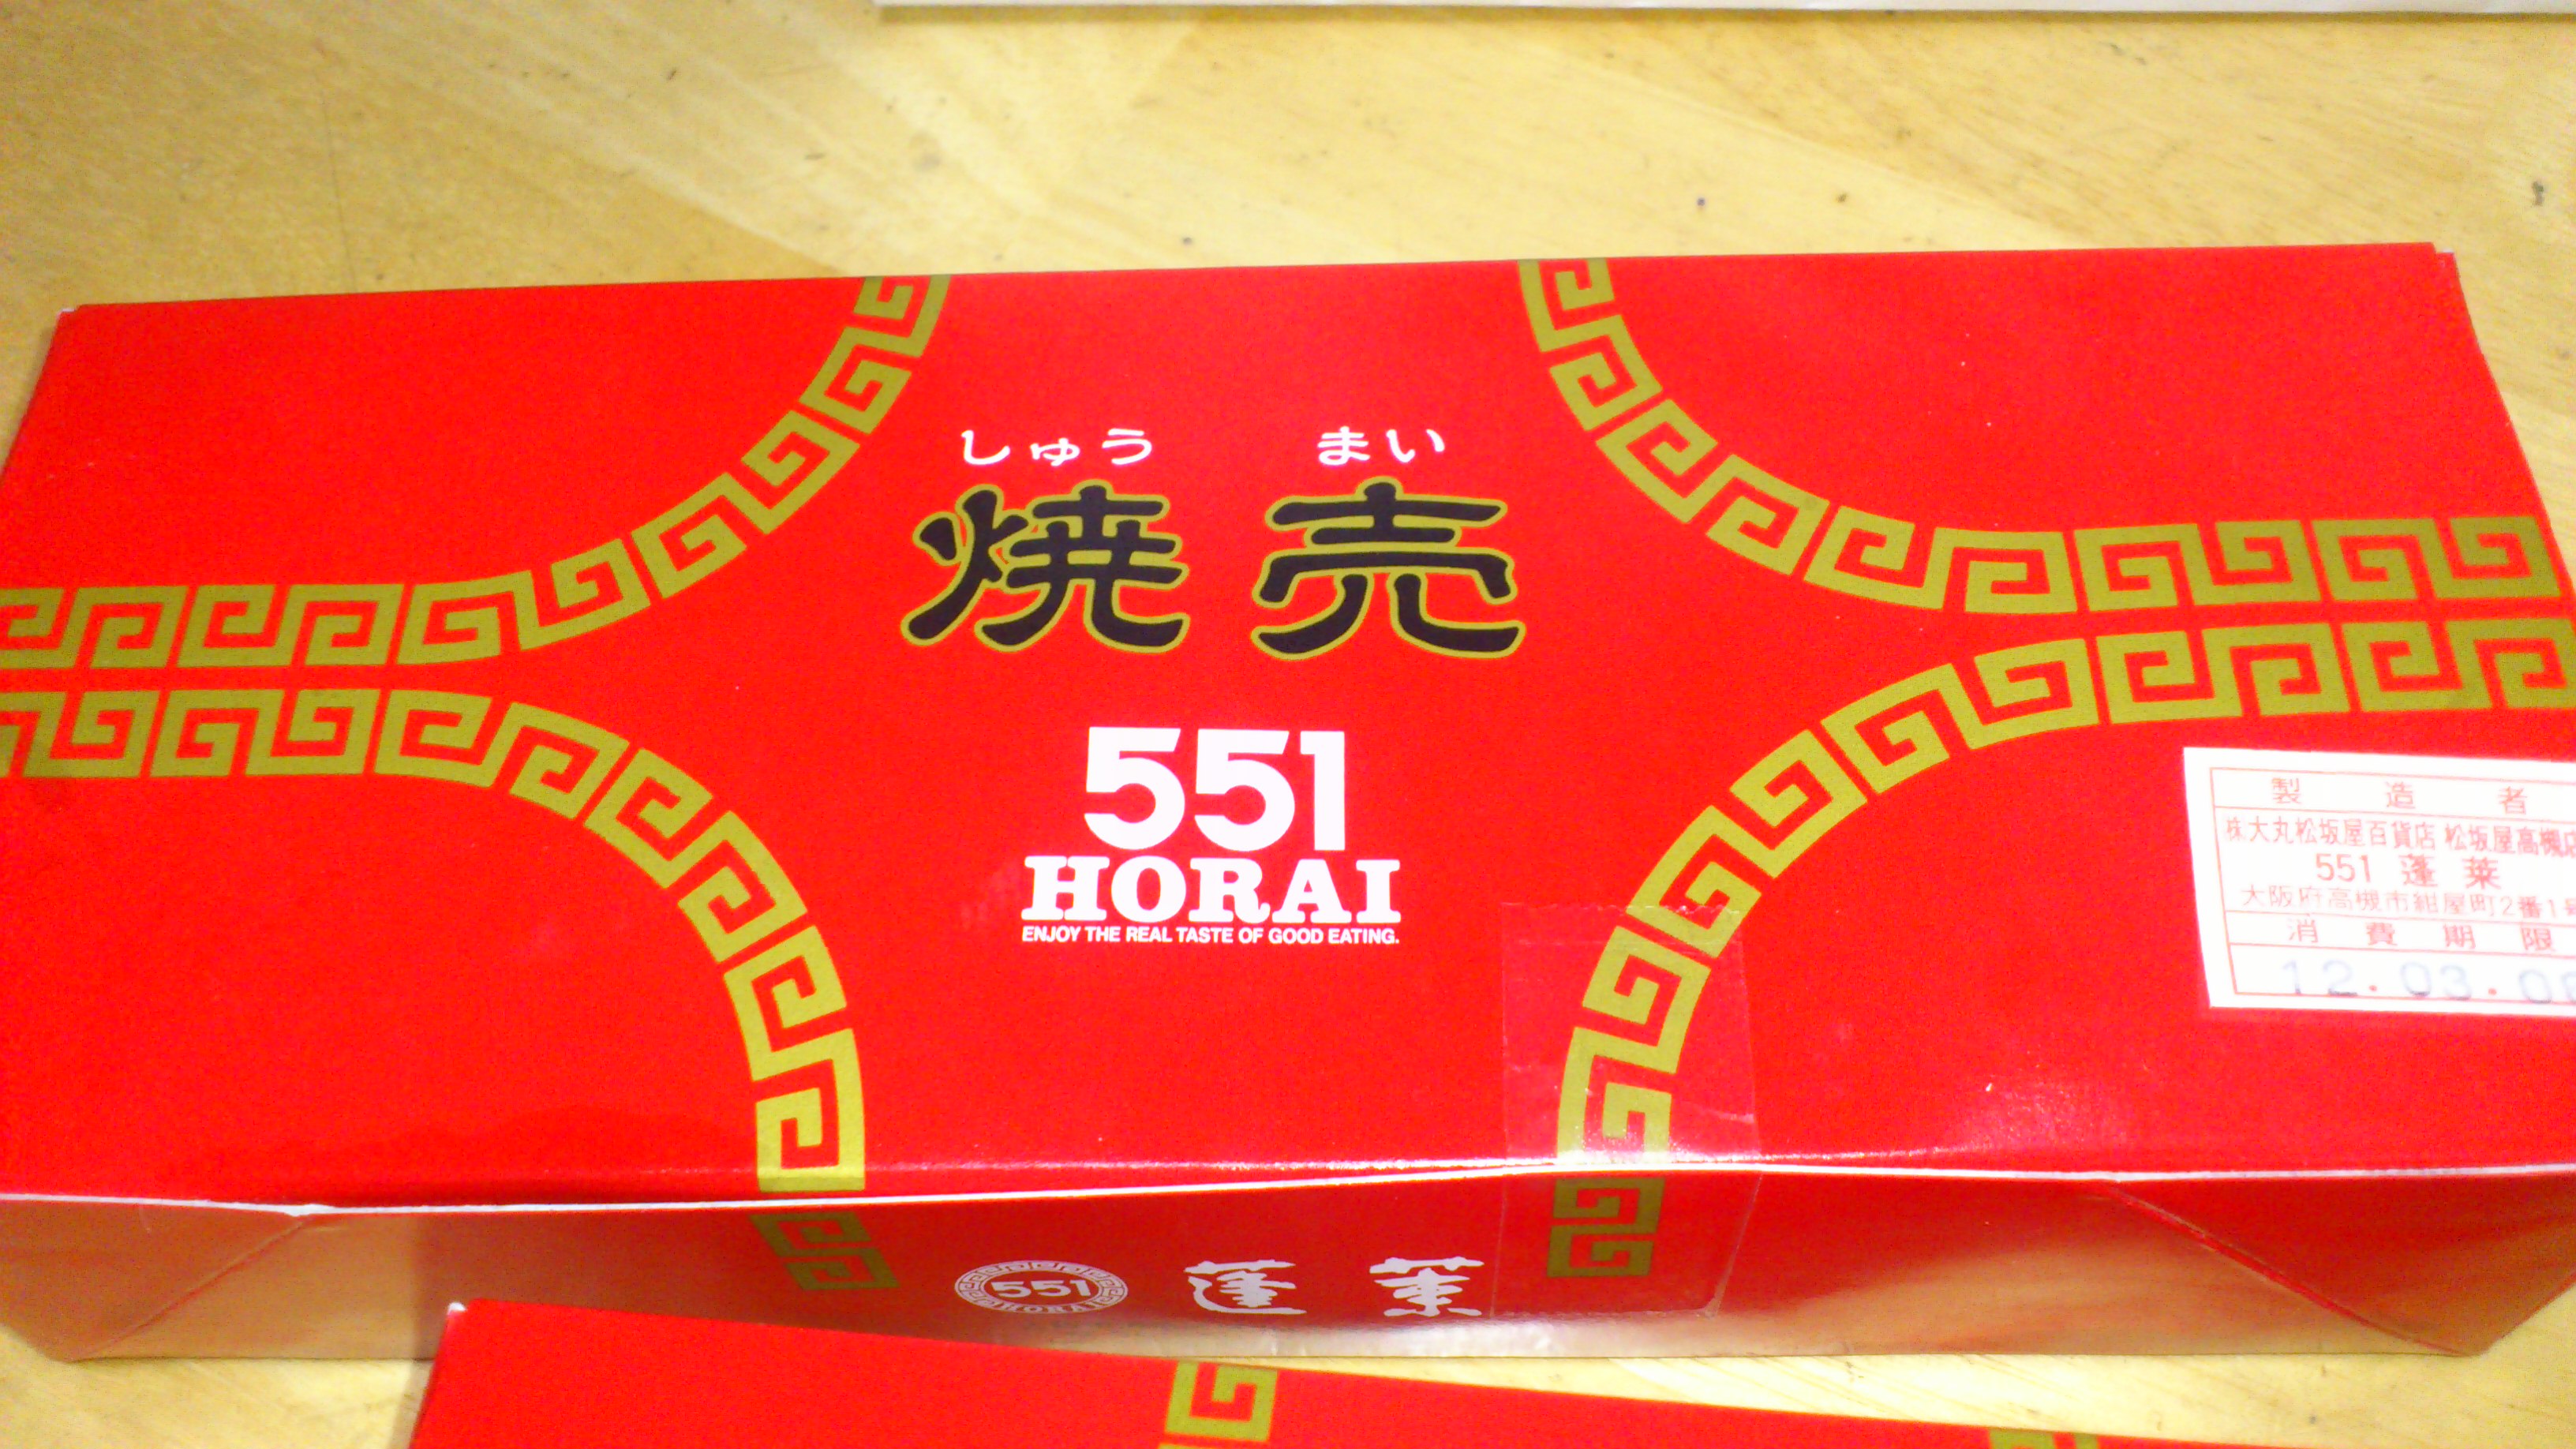 しゅう まい
焼売
551
HORAI
ENJOY THE REAL TASTE OF GOOD EATING.
製造者
株大丸松坂屋百貨店 松坂屋高槻店
551 蓬莱
大阪府高槻市紺屋町2番1号
消費期限
12.03.0
551
HORAI
蓬莱